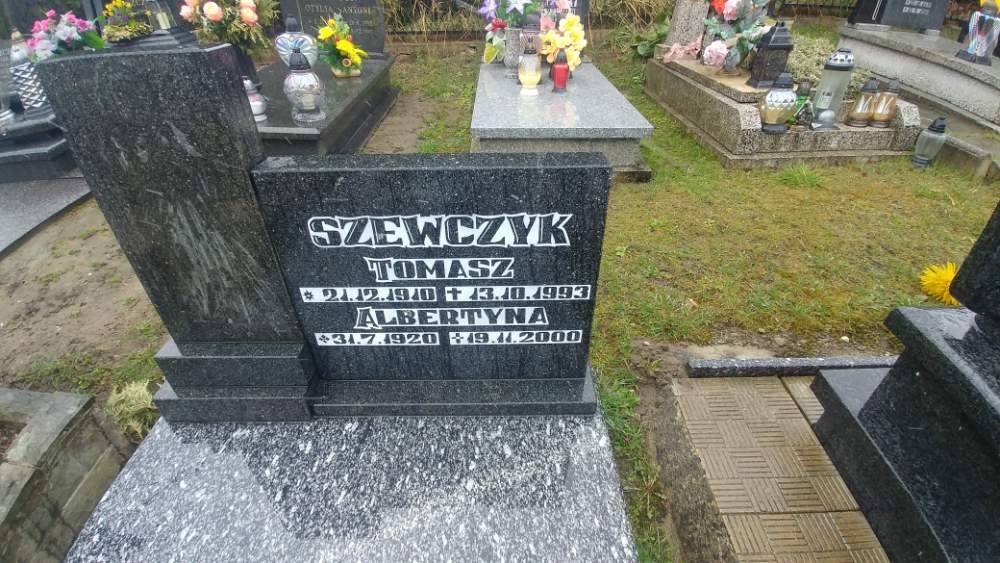 SZEWCZYK
TOMASZ
* 21.12.1910 ✝ 13.10.1993
ALBERTYNA
* 31.7.1920 ✝ 19.11.2000